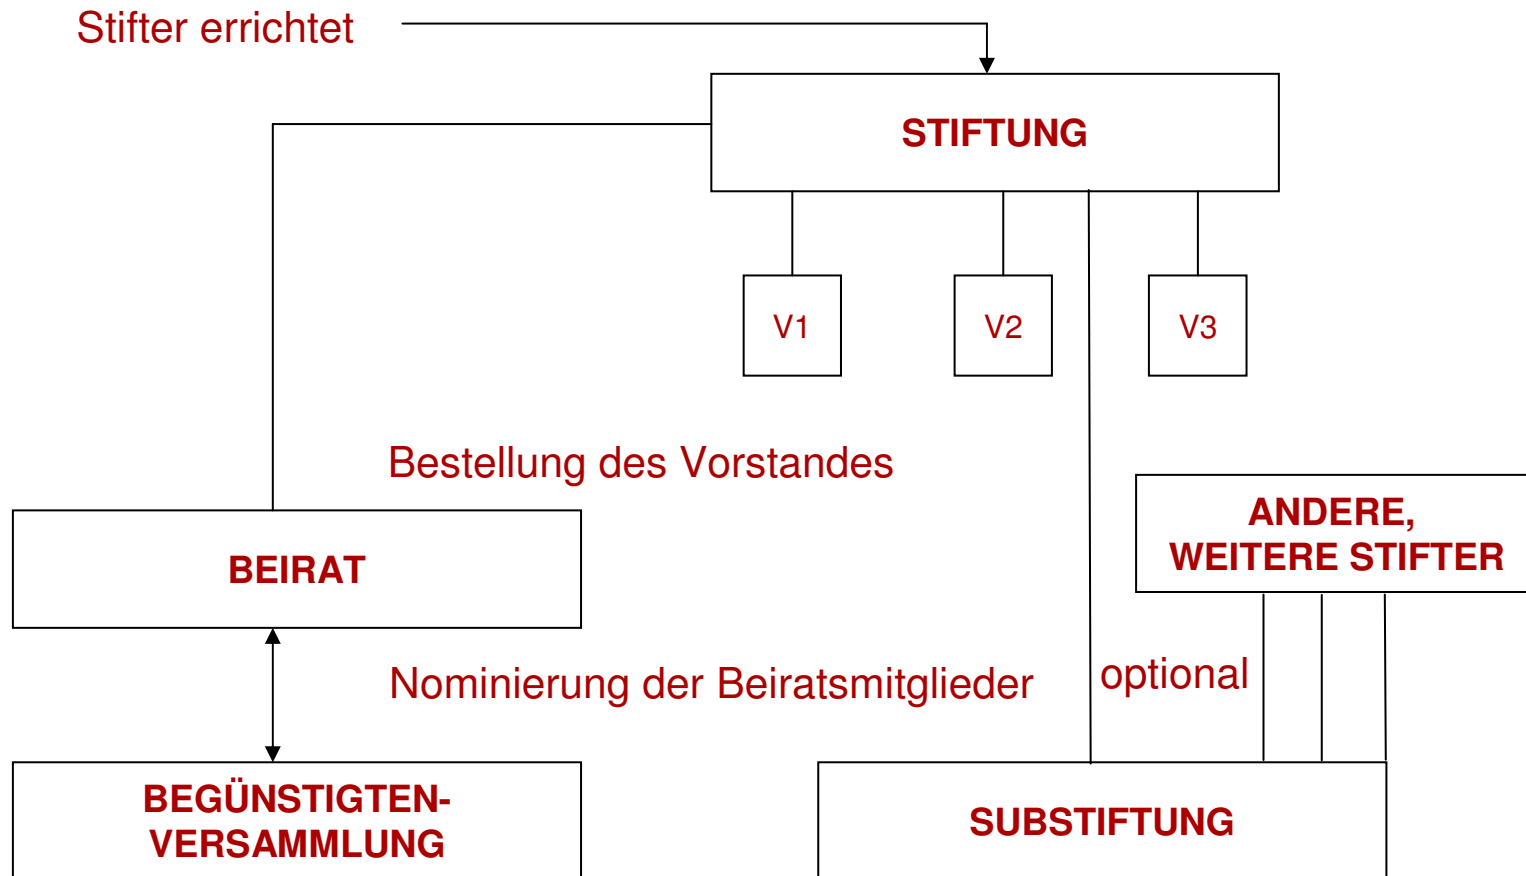 Stifter errichtet
STIFTUNG
V1
V2
V3
Bestellung des Vorstandes
ANDERE,
WEITERE STIFTER
BEIRAT
Nominierung der Beiratsmitglieder
optional
BEGÜNSTIGTEN-
VERSAMMLUNG
SUBSTIFTUNG